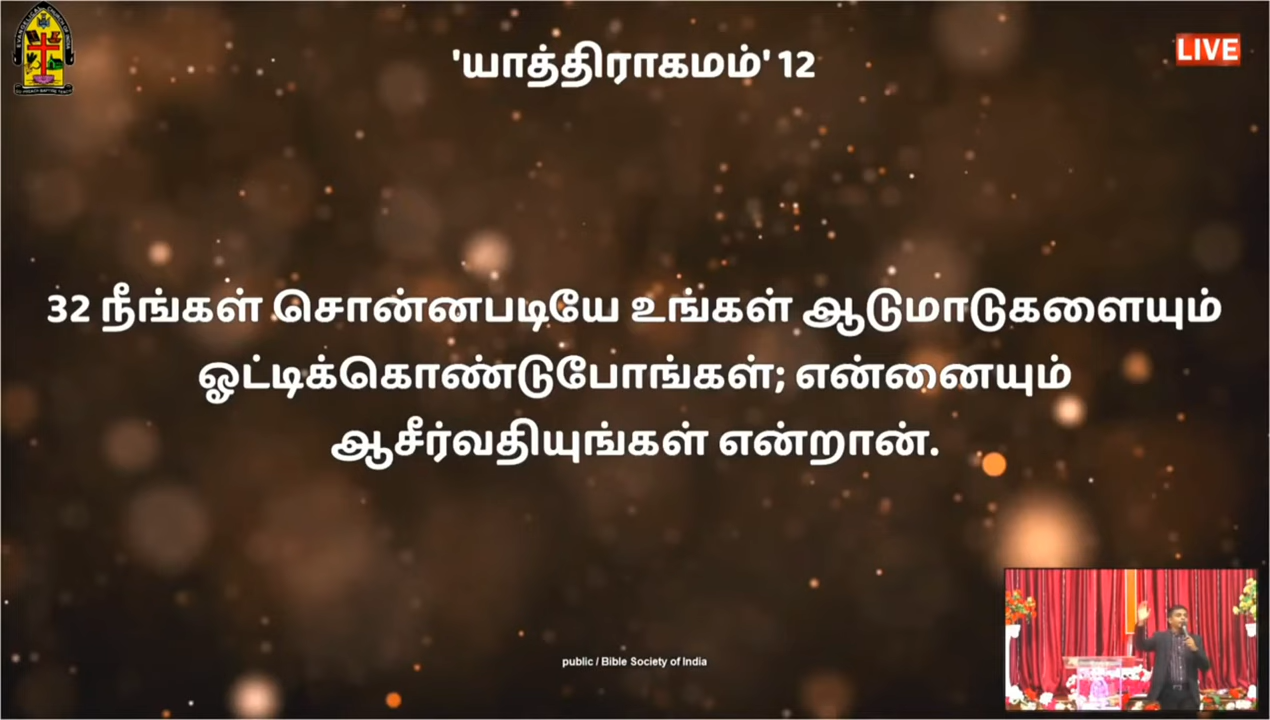 'யாத்திராகமம்' 12
LIVE
32 நீங்கள் சொன்னபடியே உங்கள் ஆடுமாடுகளையும்
ஓட்டிக்கொண்டுபோங்கள்; என்னையும்
ஆசீர்வதியுங்கள் என்றான்.
public / Bible Society of India